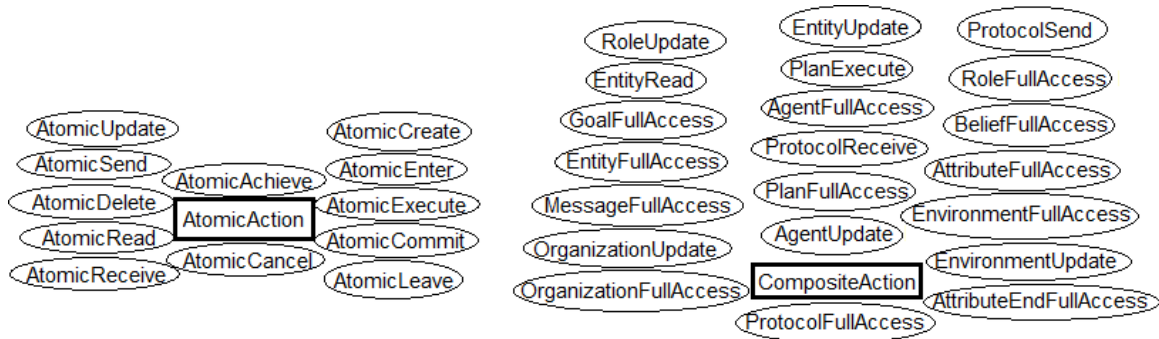 AtomicUpdate
AtomicSend
AtomicDelete
AtomicRead
AtomicReceive
AtomicAchieve
AtomicAction
AtomicCancel
AtomicCreate
AtomicEnter
AtomicExecute
AtomicCommit
AtomicLeave
RoleUpdate
EntityRead
GoalFullAccess
EntityFullAccess
MessageFullAccess
OrganizationUpdate
OrganizationFullAccess
EntityUpdate
PlanExecute
AgentFullAccess
ProtocolReceive
PlanFullAccess
AgentUpdate
CompositeAction
ProtocolFullAccess
ProtocolSend
RoleFullAccess
BeliefFullAccess
AttributeFullAccess
EnvironmentFullAccess
EnvironmentUpdate
AttributeEndFullAccess